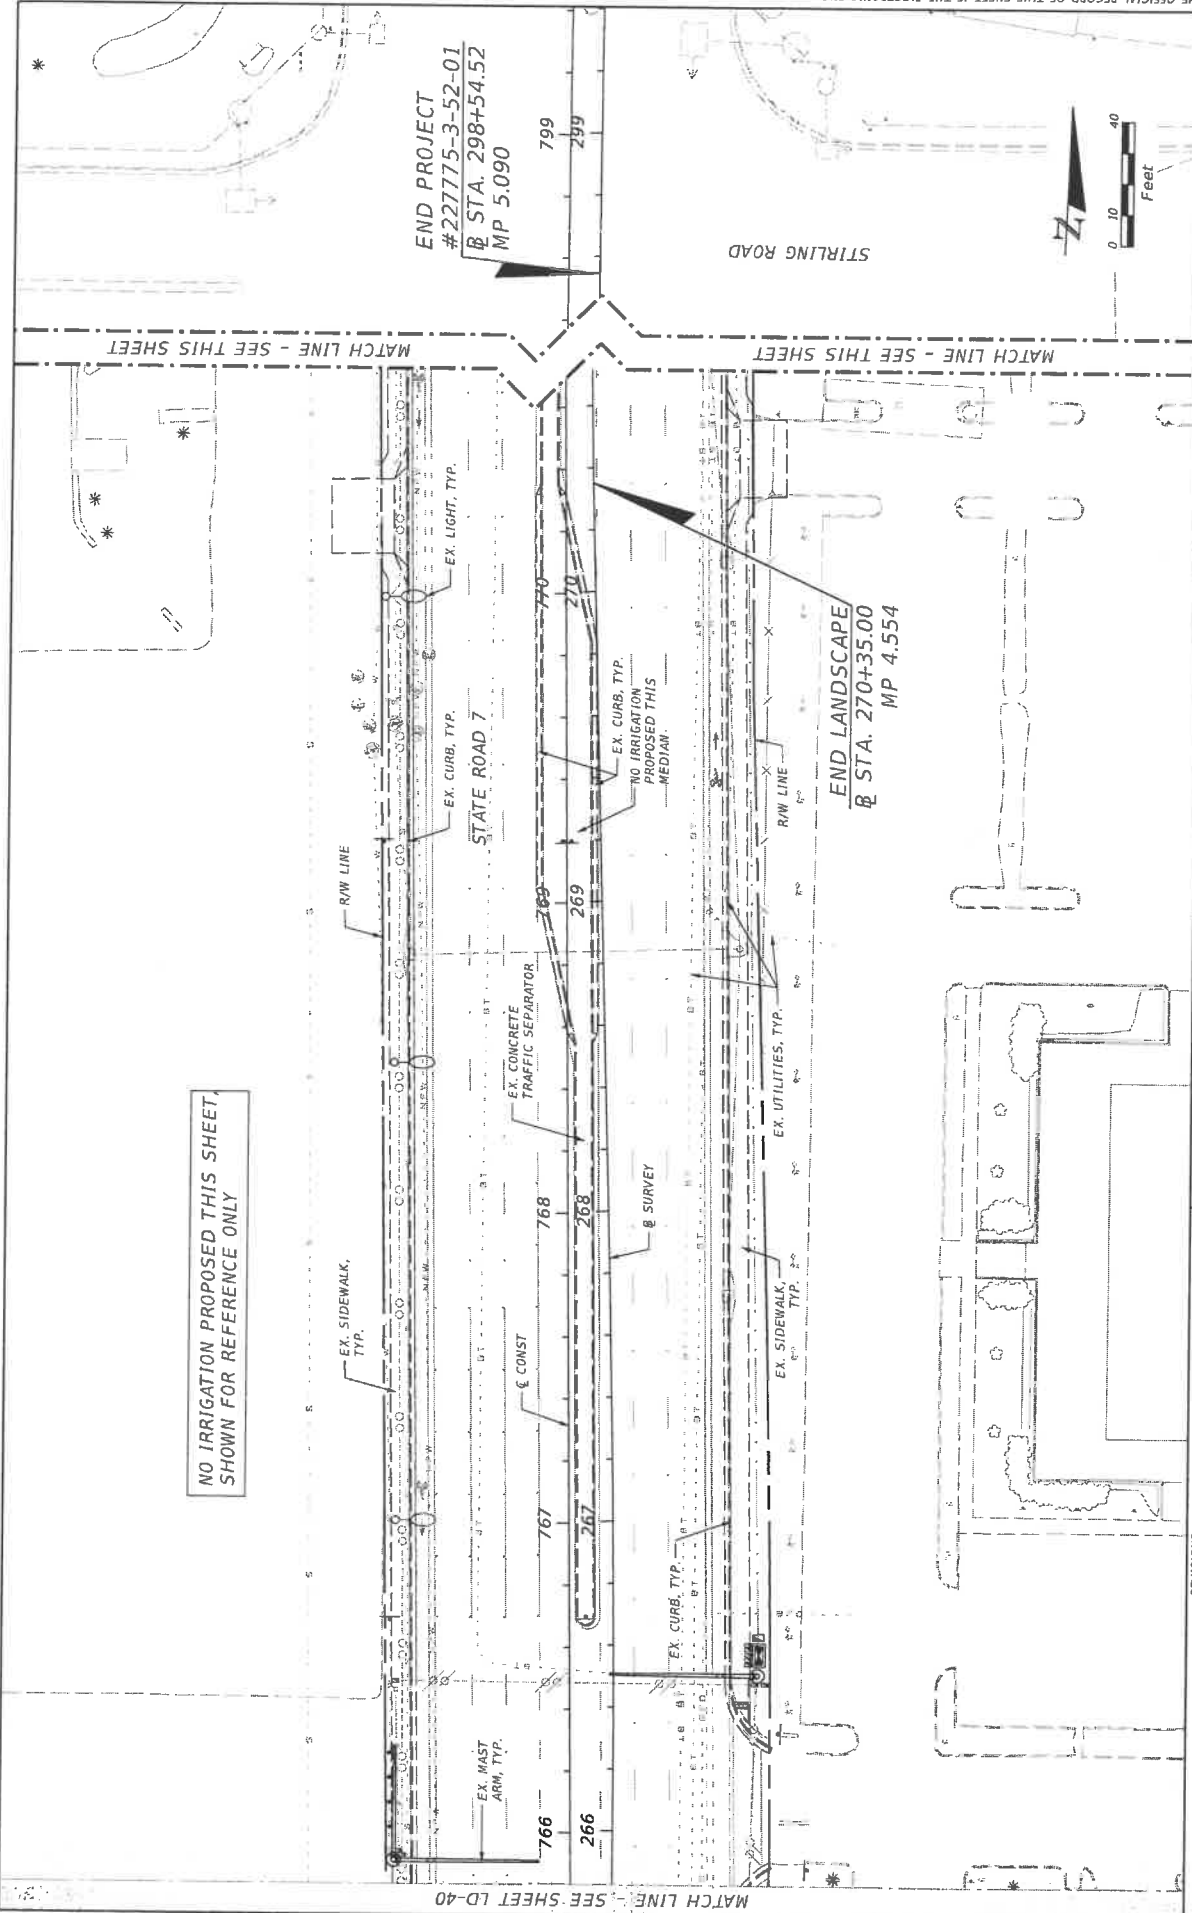 NO IRRIGATION PROPOSED THIS SHEET,
SHOWN FOR REFERENCE ONLY
MATCH LINE - SEE SHEET LD-40
EX. MAST
ARM, TYP.
766
266
EX. SIDEWALK,
TYP.
767
267
℄ CONST
768
268
EX. CONCRETE
TRAFFIC SEPARATOR
R/W LINE
769
269
EX. CURB, TYP.
STATE ROAD 7
EX. LIGHT, TYP.
770
270
EX. CURB, TYP.
NO IRRIGATION
PROPOSED THIS
MEDIAN
EX. CURB, TYP.
EX. SIDEWALK,
TYP.
B SURVEY
EX. UTILITIES, TYP.
R/W LINE
END LANDSCAPE
B STA. 270+35.00
MP 4.554
MATCH LINE - SEE THIS SHEET
MATCH LINE - SEE THIS SHEET
END PROJECT
#227775-3-52-01
B STA. 298+54.52
MP 5.090
799
299
STIRLING ROAD
N
0 10 40
Feet